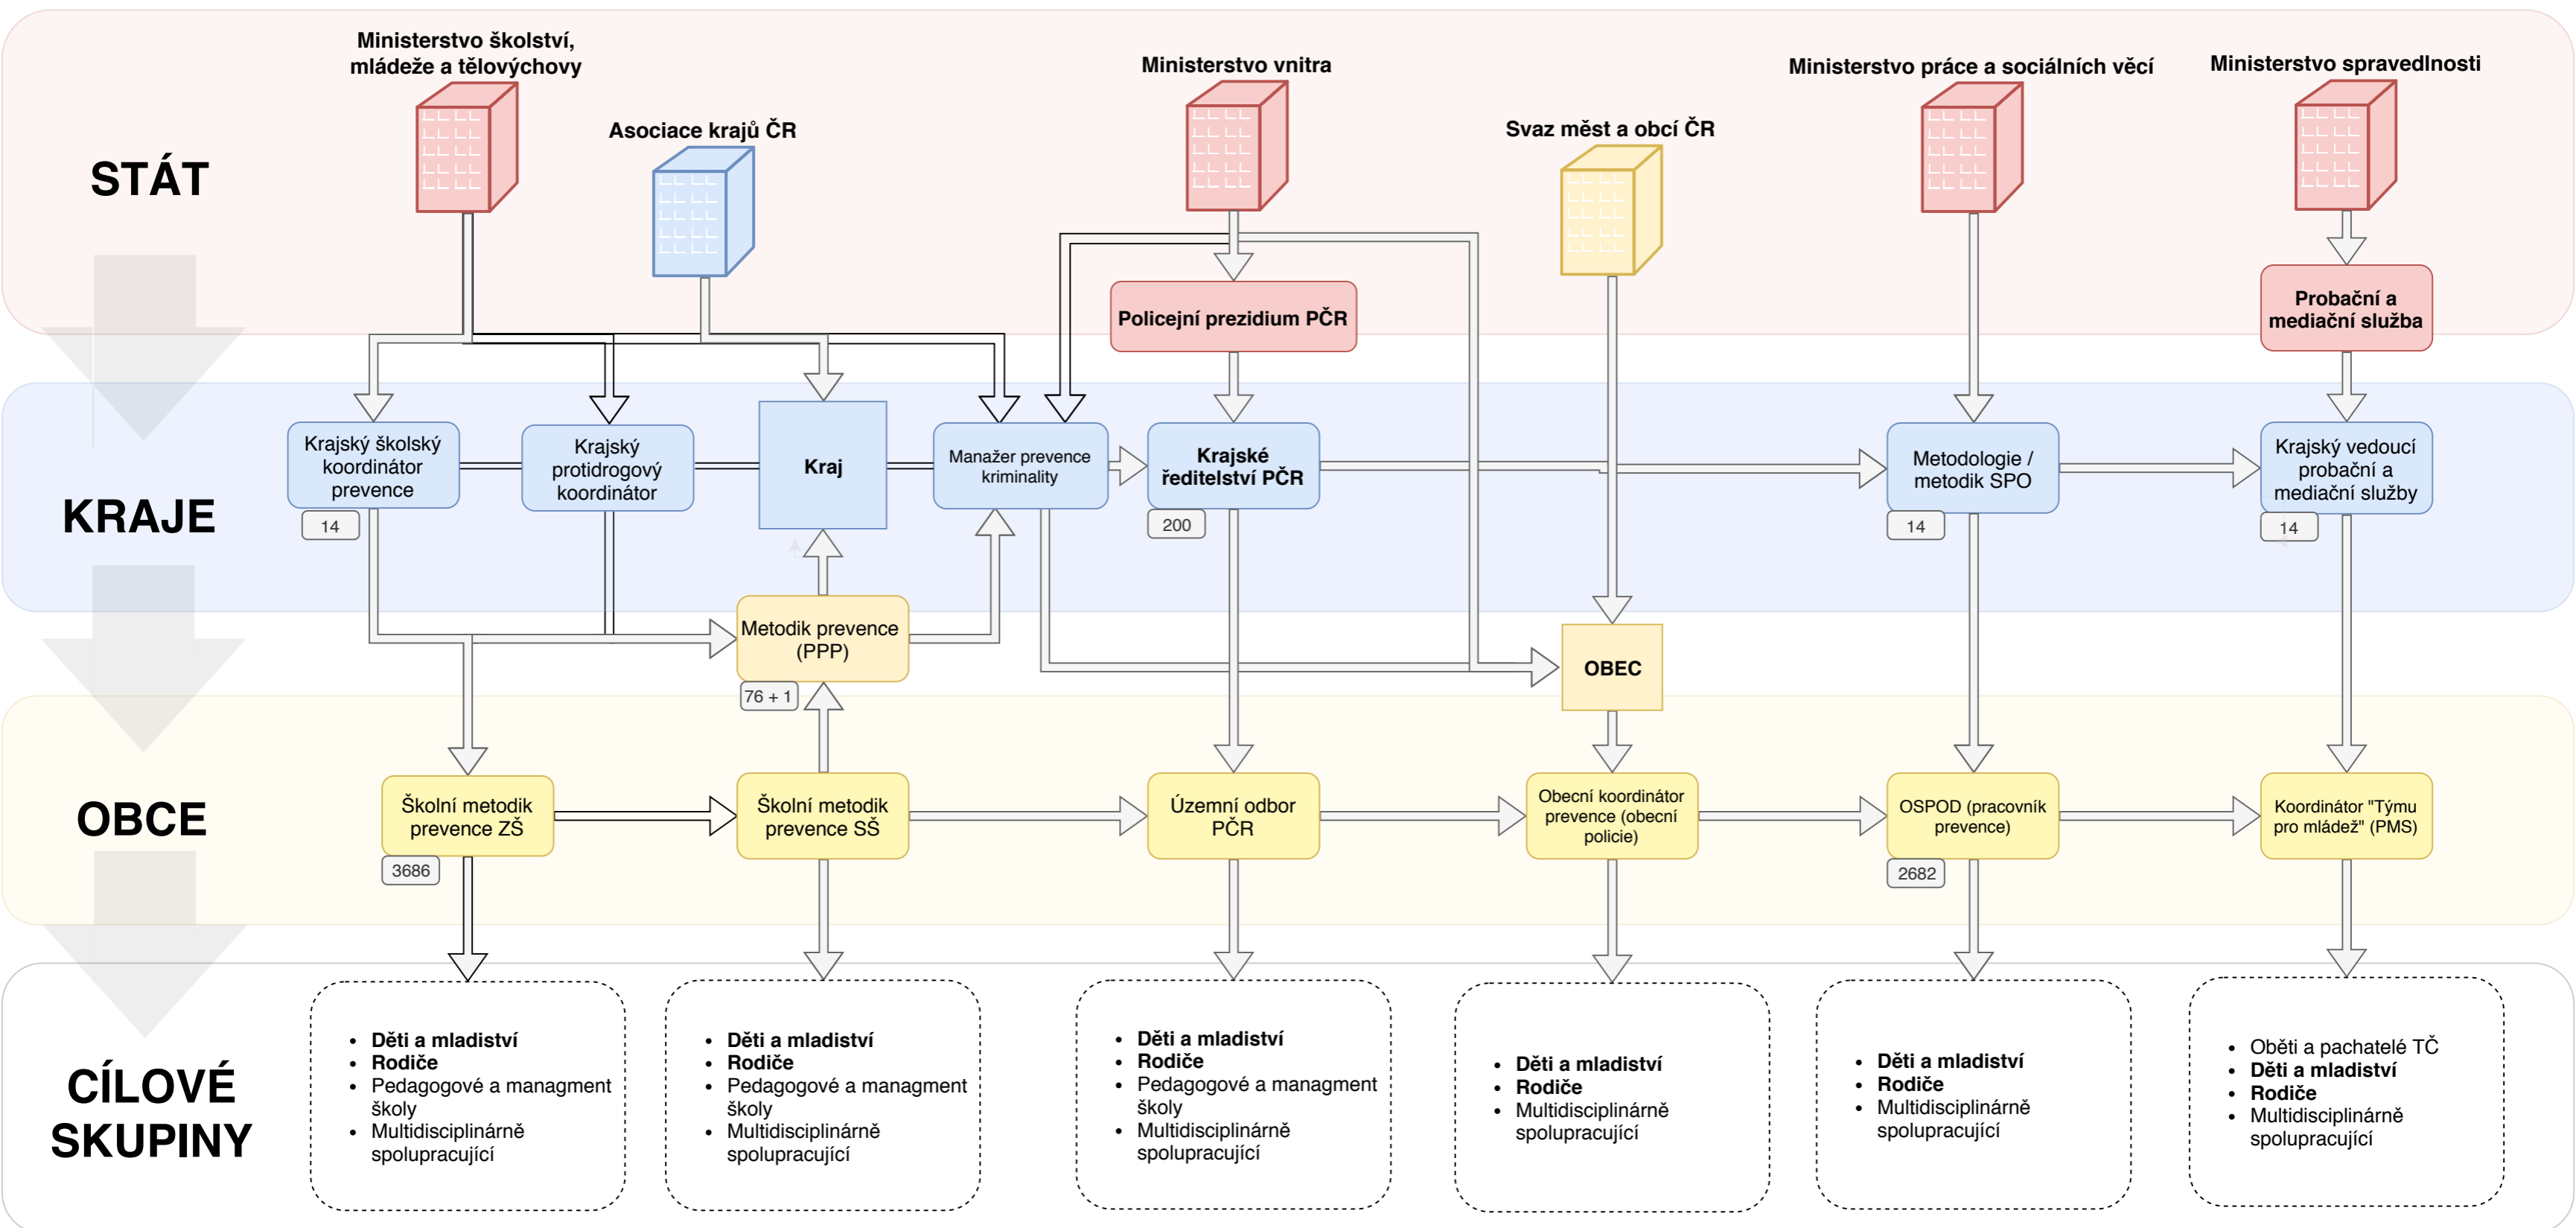 Ministerstvo školství,
mládeže a tělovýchovy
Asociace krajů ČR
Ministerstvo vnitra
Svaz měst a obcí ČR
Ministerstvo práce a sociálních věcí
Ministerstvo spravedlnosti
STÁT
Policejní prezidium PČR
Probační a
mediační služba
KRAJE
Krajský školský
koordinátor
prevence
14
Krajský
protidrogový
koordinátor
Kraj
Manažer prevence
kriminality
Krajské
ředitelství PČR
200
Metodologie /
metodik SPO
14
Krajský vedoucí
probační a
mediační služby
14
Metodik prevence
(PPP)
76 + 1
OBEC
OBCE
Školní metodik
prevence ZŠ
3686
Školní metodik
prevence SŠ
Územní odbor
PČR
Obecní koordinátor
prevence (obecní
policie)
OSPOD (pracovník
prevence)
2682
Koordinátor "Týmu
pro mládež" (PMS)
CÍLOVÉ
SKUPINY
• Děti a mladiství
• Rodiče
• Pedagogové a managment
školy
• Multidisciplinárně
spolupracující
• Děti a mladiství
• Rodiče
• Pedagogové a managment
školy
• Multidisciplinárně
spolupracující
• Děti a mladiství
• Rodiče
• Pedagogové a managment
školy
• Multidisciplinárně
spolupracující
• Děti a mladiství
• Rodiče
• Multidisciplinárně
spolupracující
• Děti a mladiství
• Rodiče
• Multidisciplinárně
spolupracující
• Oběti a pachatelé TČ
• Děti a mladiství
• Rodiče
• Multidisciplinárně
spolupracující